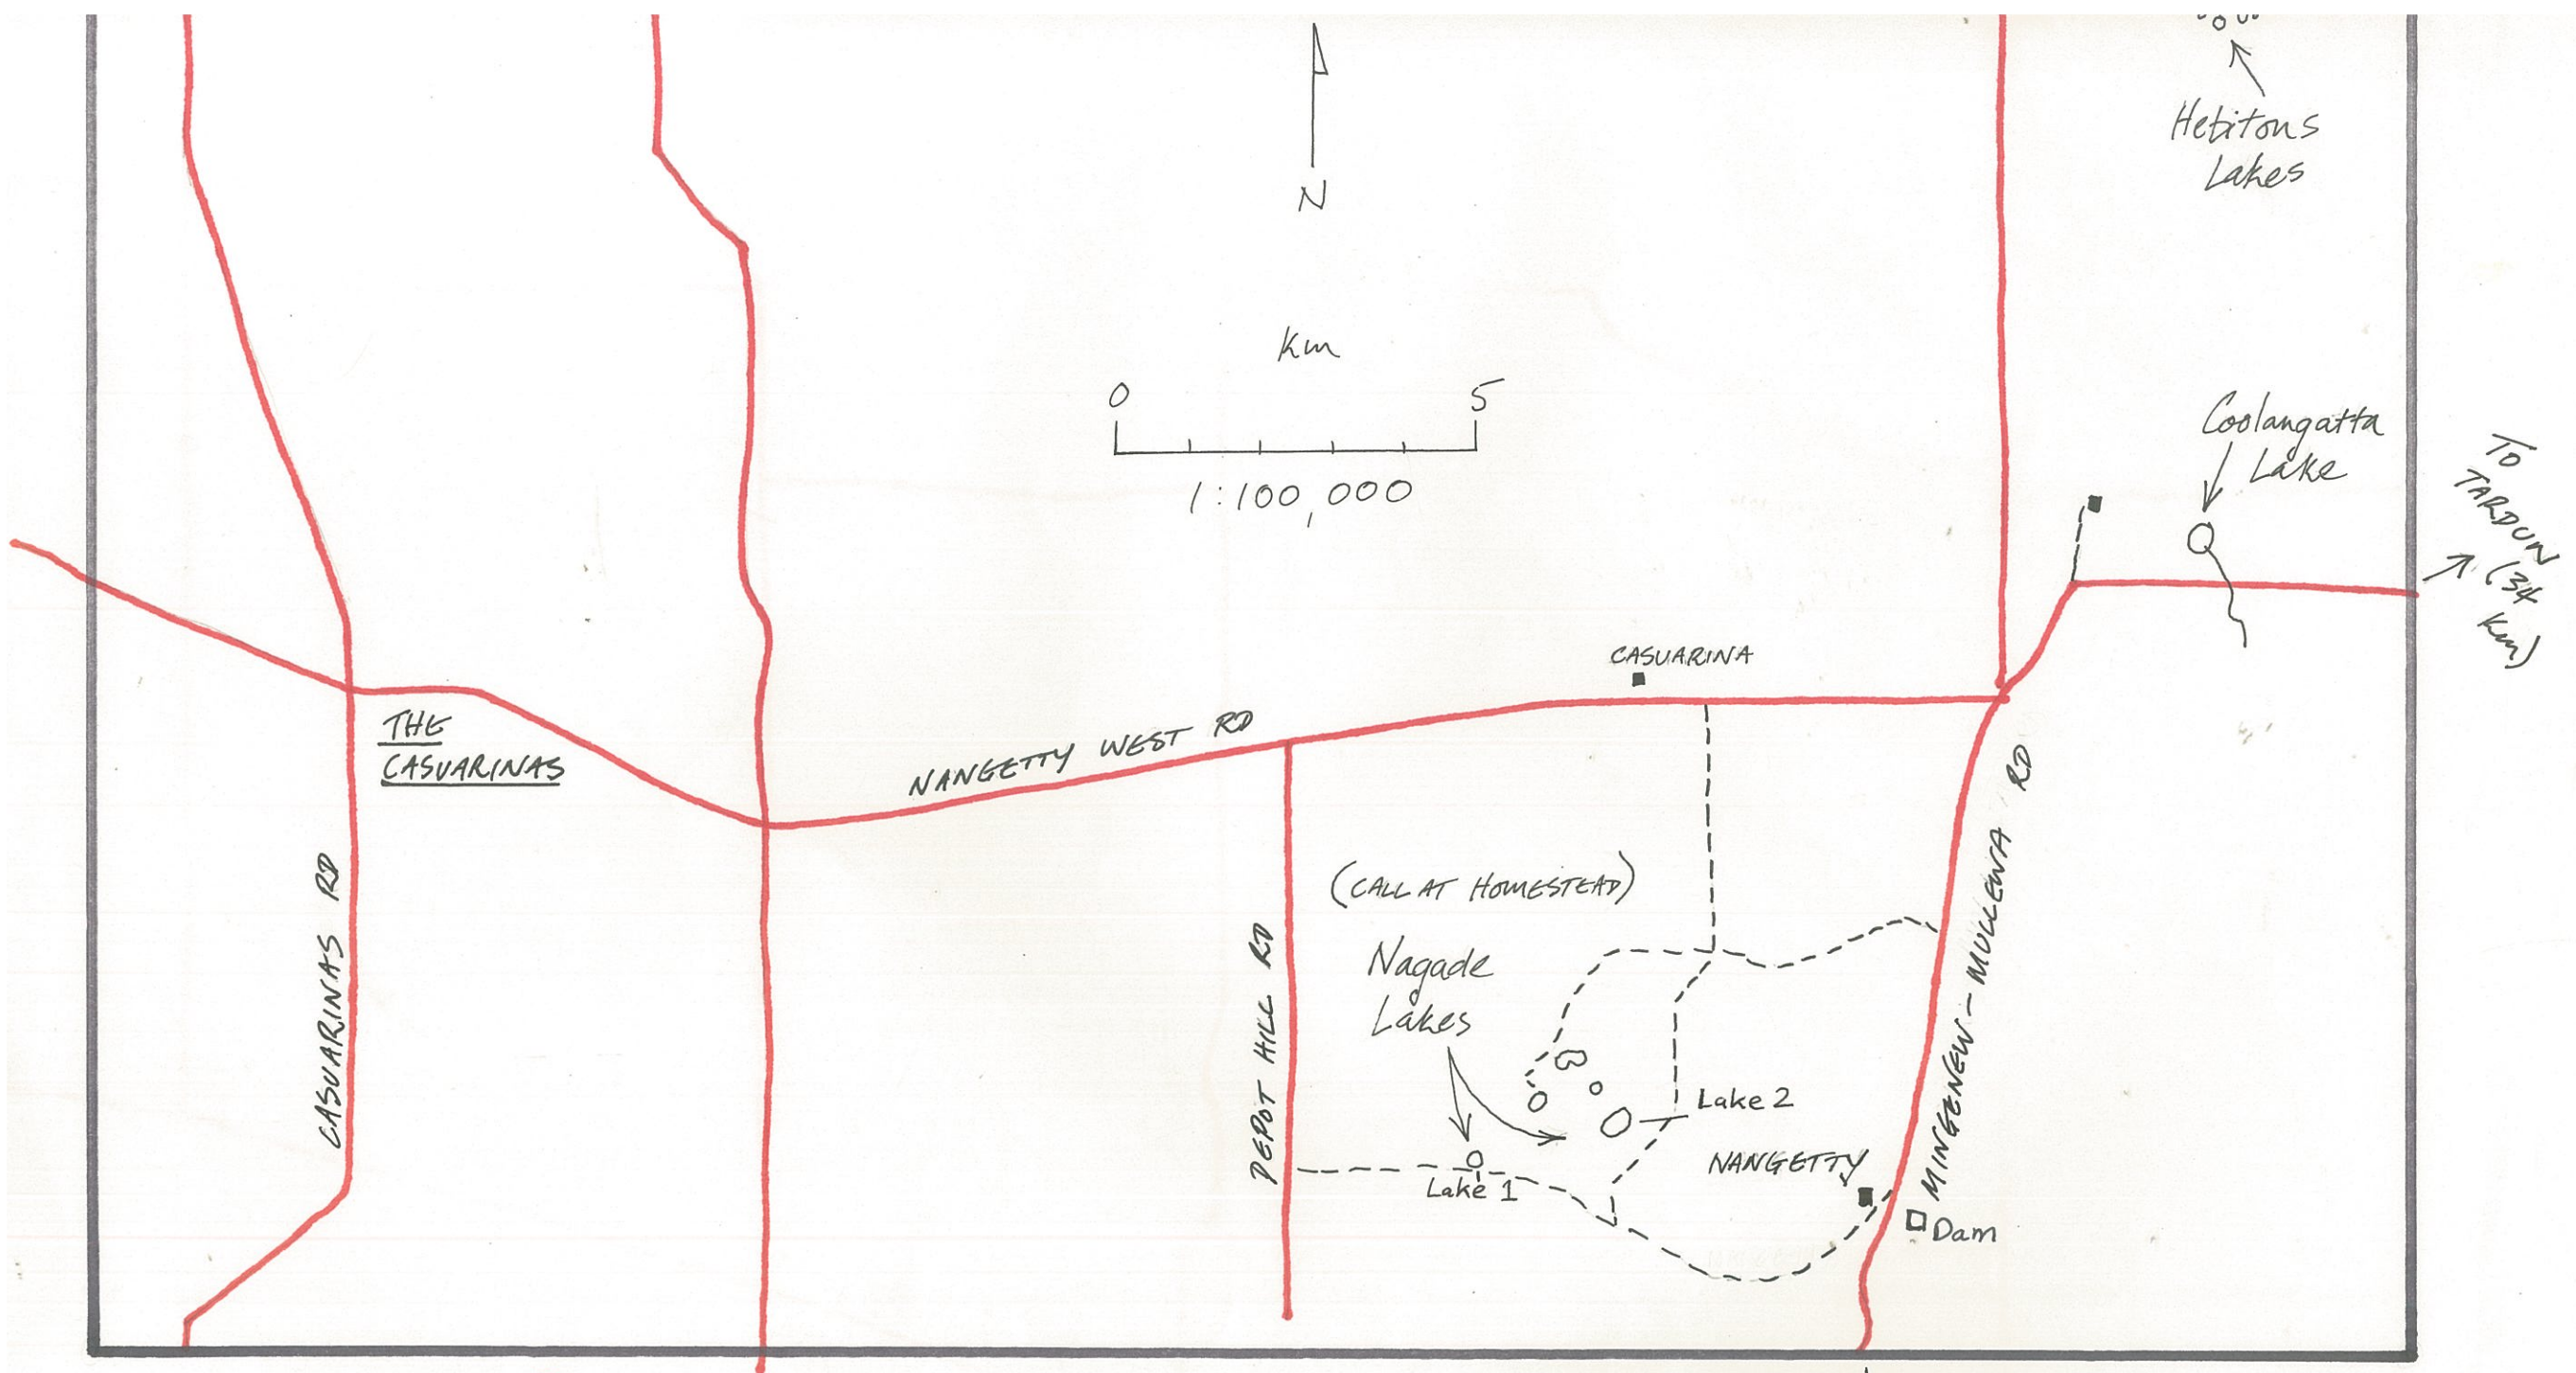 Hebitons
Lakes
N
Km
0 5
1:100,000
Coolangatta
Lake
TO
TARDUN
(34
Km)
CASUARINA
THE
CASUARINAS
NANGETTY WEST RD
CASUARINAS RD
DEPOT HILL RD
MINGENEW-MULLEWA RD
(CALL AT HOMESTEAD)
Nagade
Lakes
Lake 2
Lake 1
NANGETTY
Dam